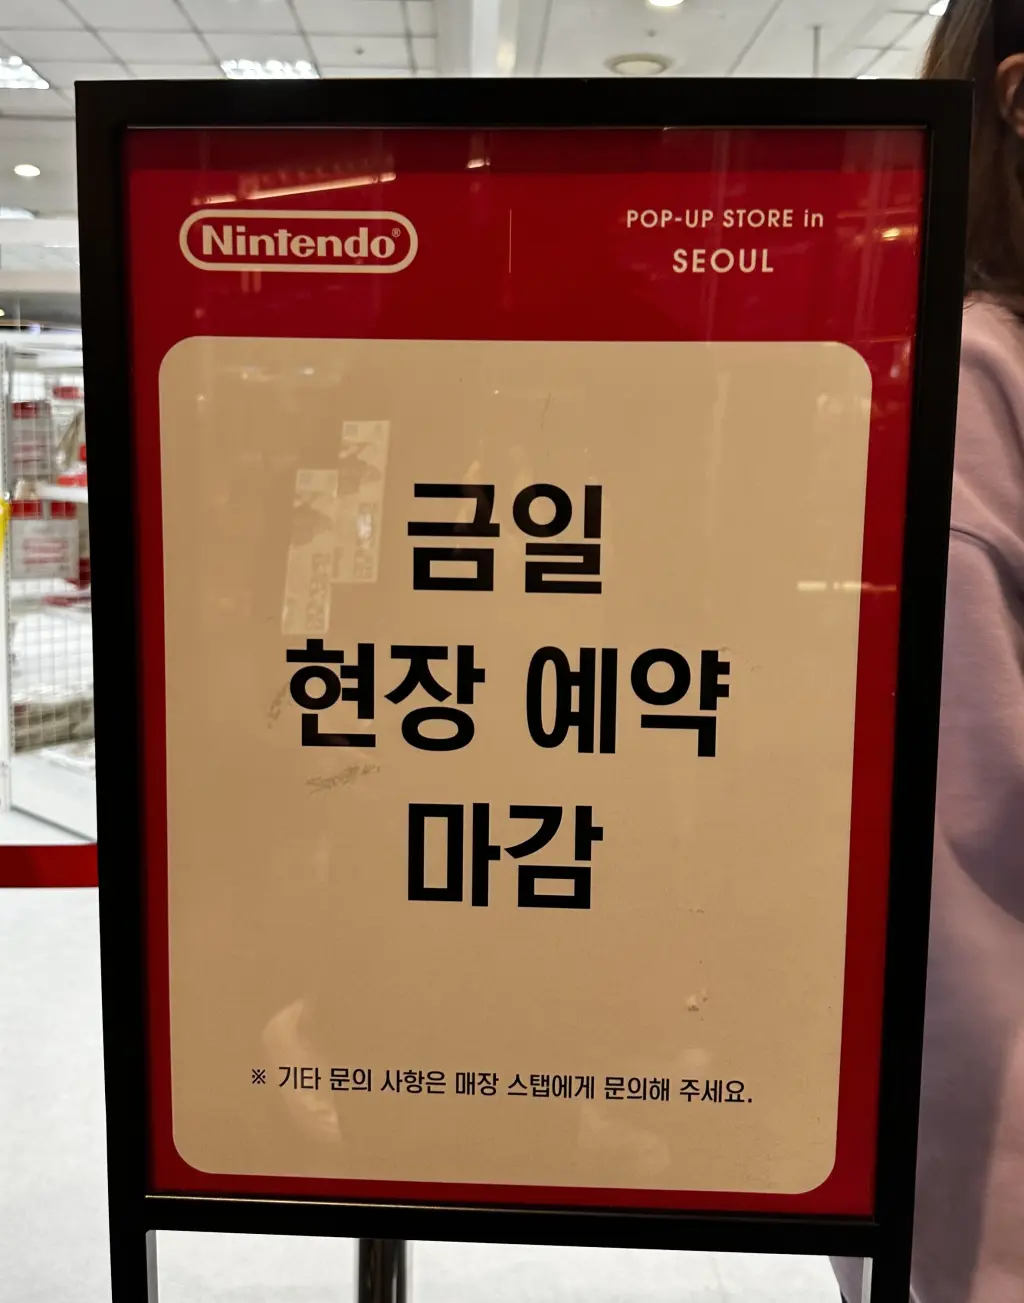 Nintendo®
POP-UP STORE in
SEOUL
금일
현장 예약
마감
※ 기타 문의 사항은 매장 스탭에게 문의해 주세요.